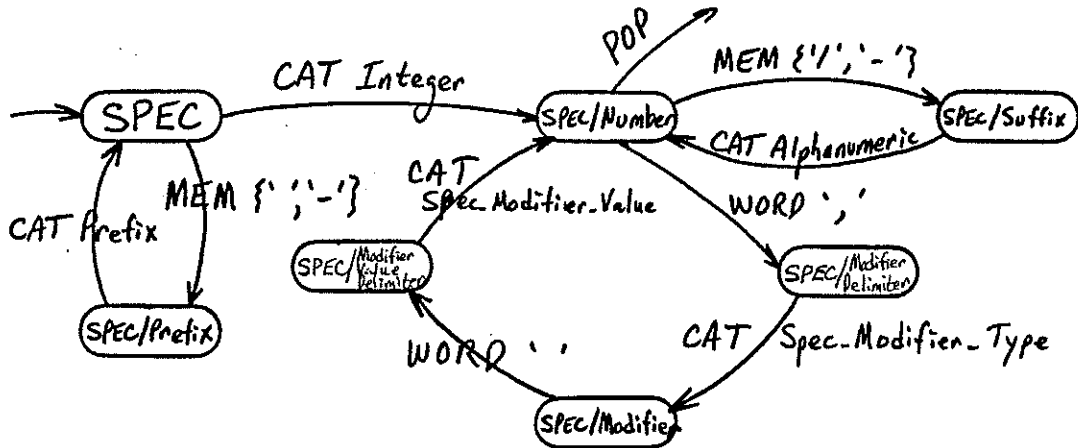 POP
MEM {'/','-'}
CAT Integer
SPEC
SPEC/Number
SPEC/Suffix
CAT Alphanumeric
CAT
Spec_Modifier_Value
MEM {' ','-'}
WORD ','
CAT Prefix
SPEC/Modifier
Value
Delimiter
SPEC/Modifier
Delimiter
SPEC/Prefix
WORD ' '
CAT Spec_Modifier_Type
SPEC/Modifier